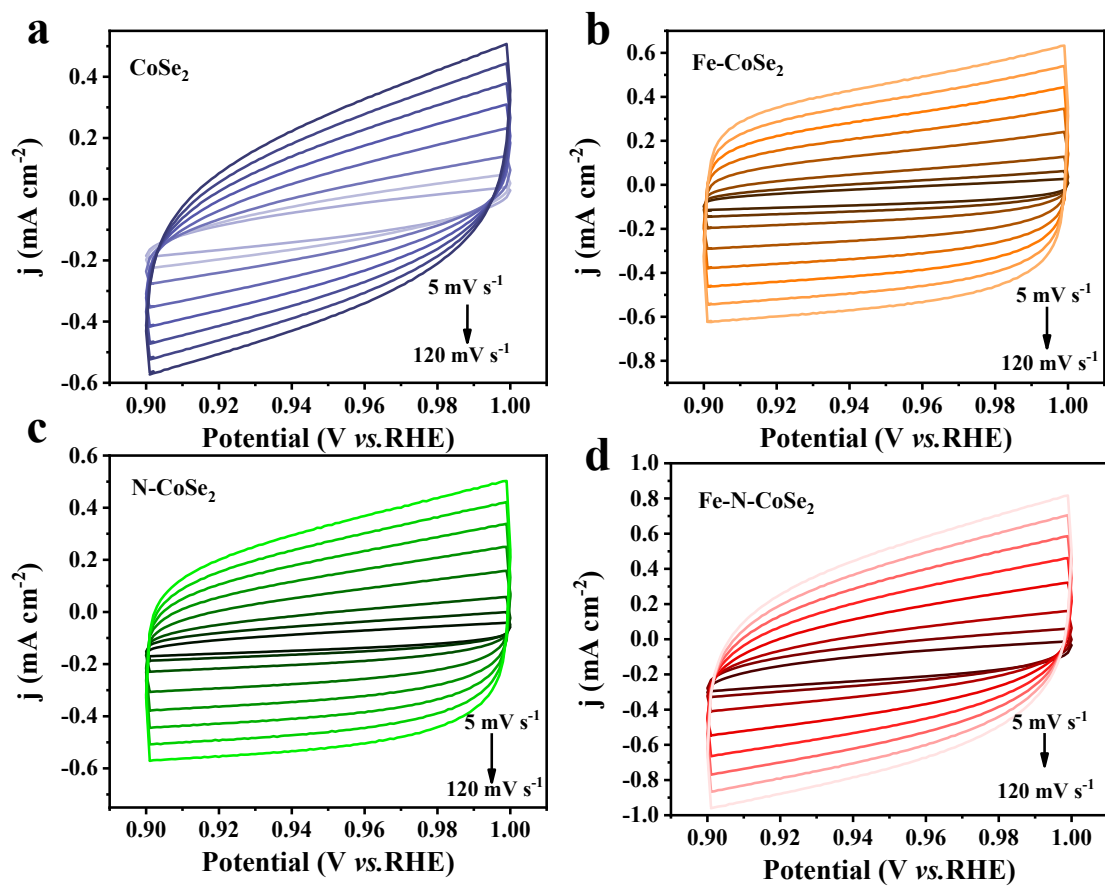 a
CoSe2
j (mA cm-2)
0.4
0.2
0.0
-0.2
-0.4
-0.6
5 mV s-1
120 mV s-1
0.90 0.92 0.94 0.96 0.98 1.00
Potential (V vs.RHE)
b
Fe-CoSe2
j (mA cm-2)
0.6
0.4
0.2
0.0
-0.2
-0.4
-0.6
-0.8
5 mV s-1
120 mV s-1
0.90 0.92 0.94 0.96 0.98 1.00
Potential (V vs.RHE)
c
N-CoSe2
j (mA cm-2)
0.6
0.4
0.2
0.0
-0.2
-0.4
-0.6
5 mV s-1
120 mV s-1
0.90 0.92 0.94 0.96 0.98 1.00
Potential (V vs.RHE)
d
Fe-N-CoSe2
j (mA cm-2)
1.0
0.8
0.6
0.4
0.2
0.0
-0.2
-0.4
-0.6
-0.8
-1.0
5 mV s-1
120 mV s-1
0.90 0.92 0.94 0.96 0.98 1.00
Potential (V vs.RHE)